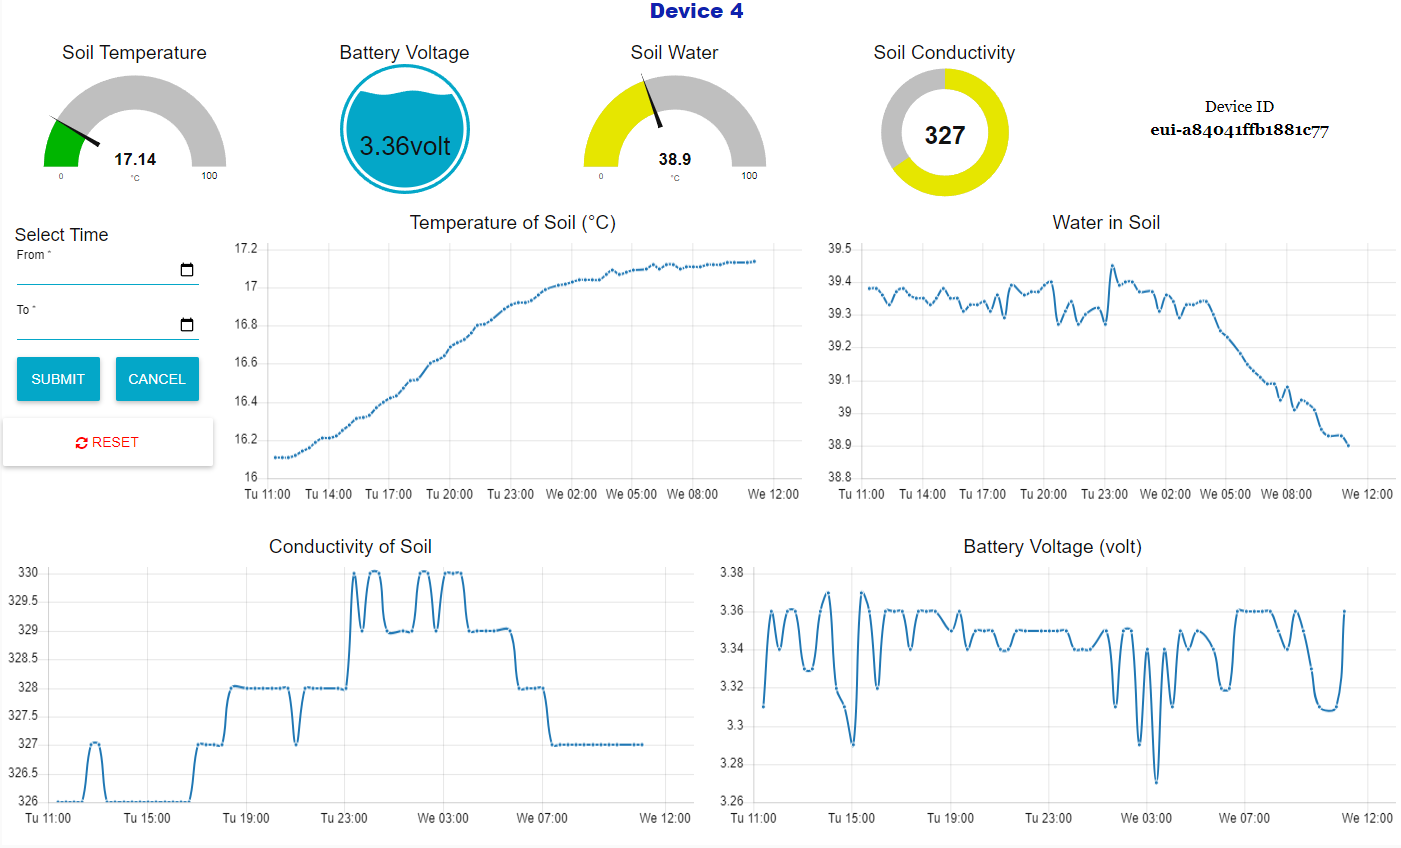 Device 4
Soil Temperature
17.14
0
°C
100
Battery Voltage
3.36volt
Soil Water
38.9
0
°C
100
Soil Conductivity
327
Device ID
eui-a84041ffb1881c77
Select Time
From *
To *
SUBMIT
CANCEL
RESET
Temperature of Soil (°C)
17.2
17
16.8
16.6
16.4
16.2
16
Tu 11:00 Tu 14:00 Tu 17:00 Tu 20:00 Tu 23:00 We 02:00 We 05:00 We 08:00 We 12:00
Water in Soil
39.5
39.4
39.3
39.2
39.1
39
38.9
38.8
Tu 11:00 Tu 14:00 Tu 17:00 Tu 20:00 Tu 23:00 We 02:00 We 05:00 We 08:00 We 12:00
Conductivity of Soil
330
329.5
329
328.5
328
327.5
327
326.5
326
Tu 11:00 Tu 15:00 Tu 19:00 Tu 23:00 We 03:00 We 07:00 We 12:00
Battery Voltage (volt)
3.38
3.36
3.34
3.32
3.3
3.28
3.26
Tu 11:00 Tu 15:00 Tu 19:00 Tu 23:00 We 03:00 We 07:00 We 12:00